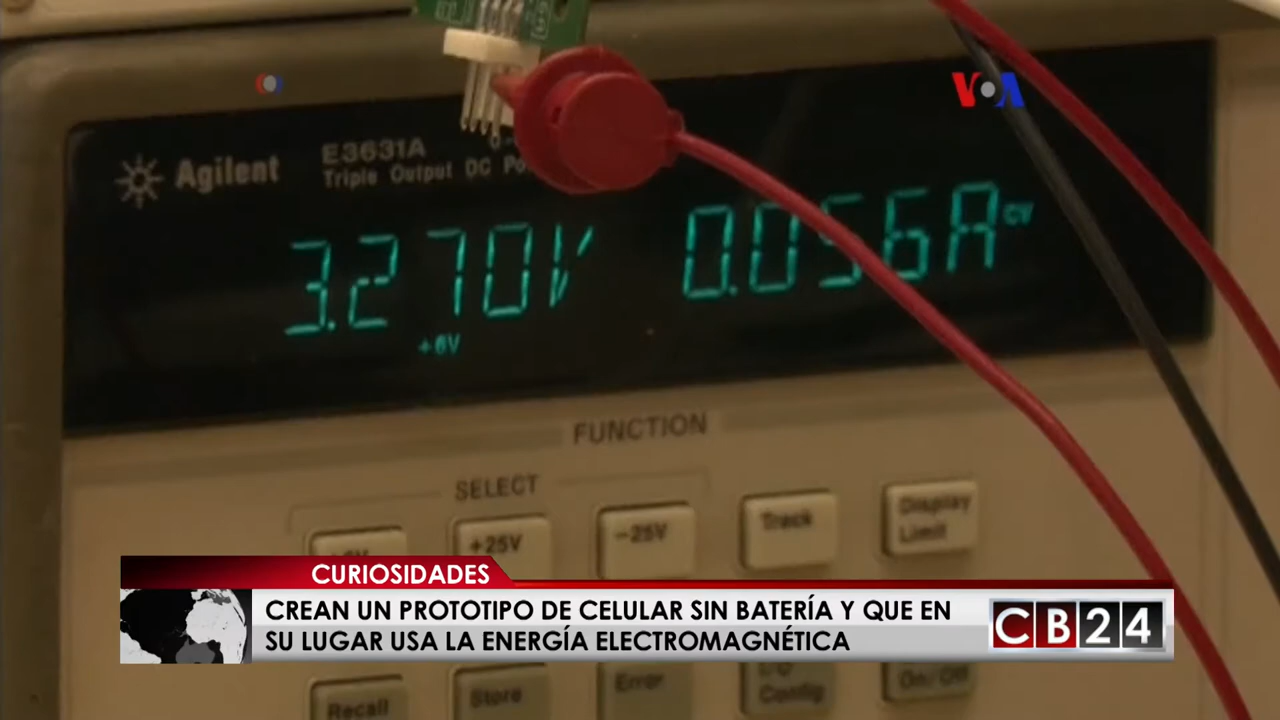 VOA
Agilent
E3631A
Triple Output DC
3.270V 0.056A CV
+6V
FUNCTION
SELECT
+25V
-25V
Track
Display
Limit
CURIOSIDADES
CREAN UN PROTOTIPO DE CELULAR SIN BATERÍA Y QUE EN
SU LUGAR USA LA ENERGÍA ELECTROMAGNÉTICA
CB24
Recall
Store
Error
I/O
Config
On/Off